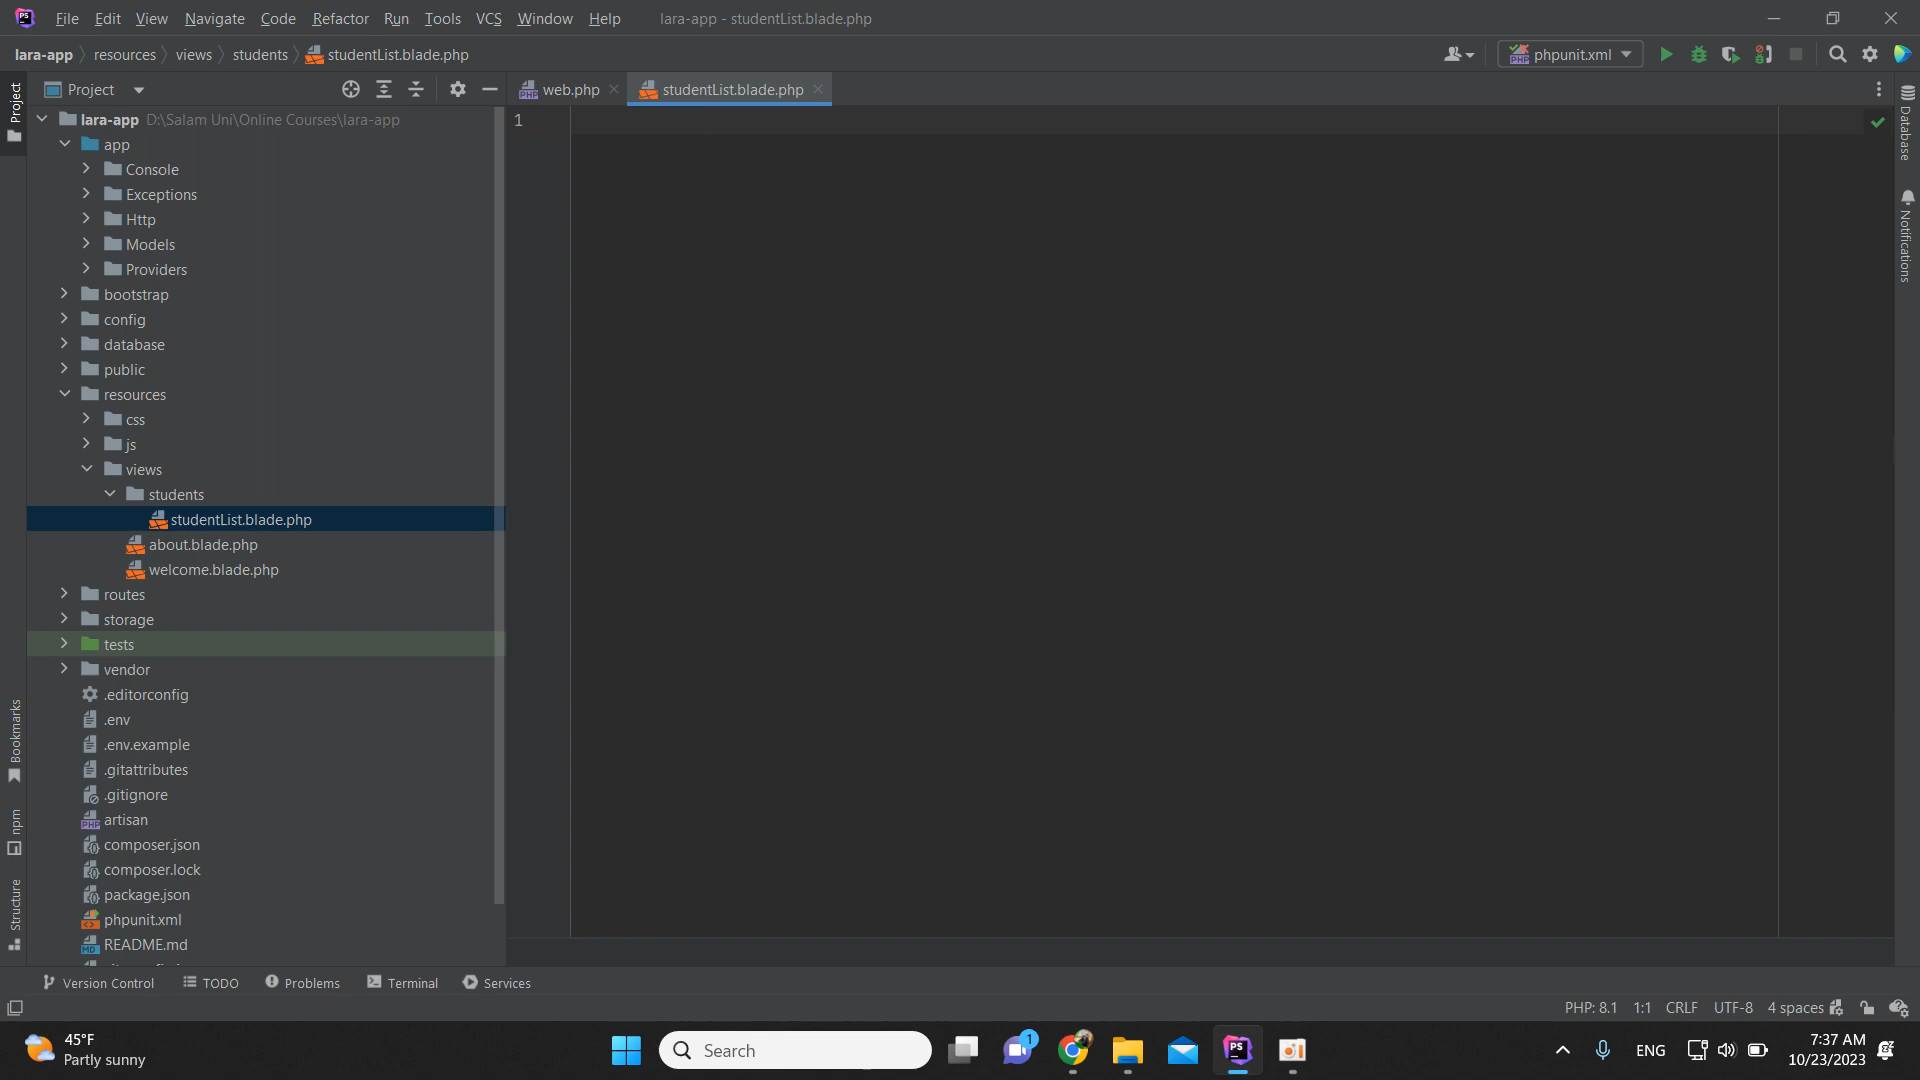 File Edit View Navigate Code Refactor Run Tools VCS Window Help lara-app - studentList.blade.php
lara-app resources views students studentList.blade.php phpunit.xml
Project
Project
web.php
studentList.blade.php
lara-app D:\Salam Uni\Online Courses\lara-app
1
app
Console
Exceptions
Http
Models
Providers
bootstrap
config
database
public
resources
css
js
views
students
studentList.blade.php
about.blade.php
welcome.blade.php
routes
storage
tests
vendor
.editorconfig
.env
.env.example
.gitattributes
.gitignore
artisan
composer.json
composer.lock
package.json
phpunit.xml
README.md
Bookmarks
npm
Structure
Database
Notifications
Version Control TODO Problems Terminal Services
PHP: 8.1 1:1 CRLF UTF-8 4 spaces
45°F
Partly sunny
Search
1
PS
ENG
7:37 AM
10/23/2023